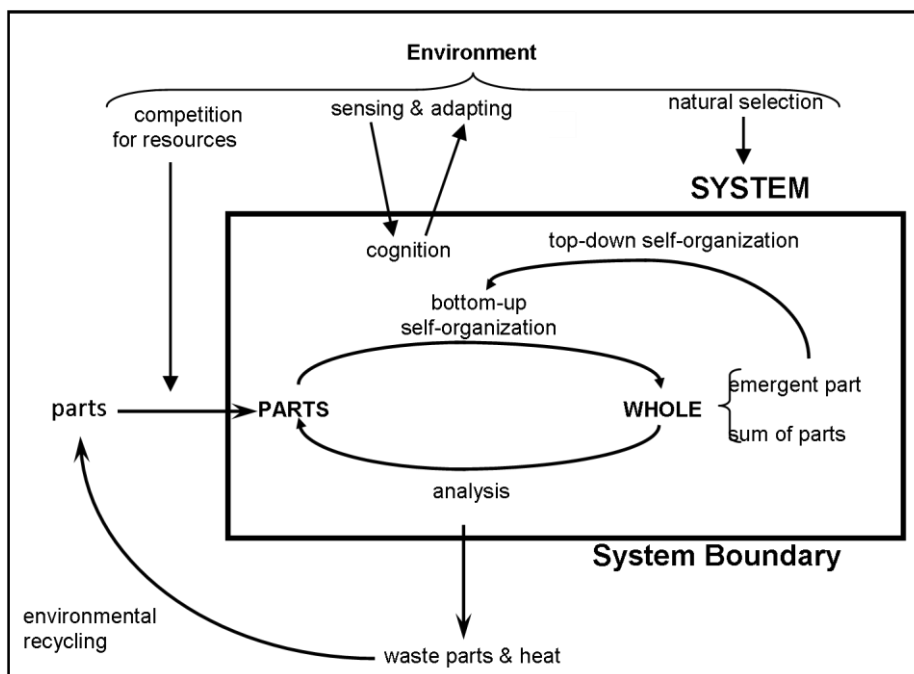 Environment
competition
for resources
sensing & adapting
natural selection
SYSTEM
cognition
top-down self-organization
bottom-up
self-organization
parts
PARTS
WHOLE
emergent part
sum of parts
analysis
System Boundary
environmental
recycling
waste parts & heat